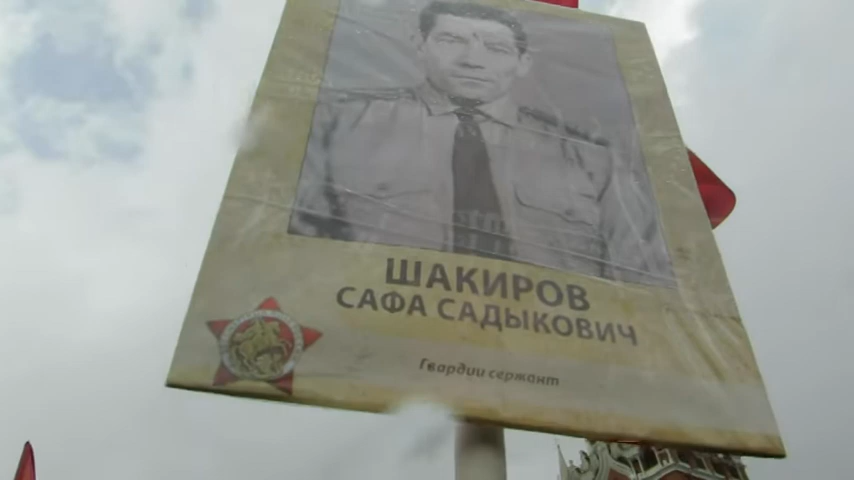 ШАКИРОВ
САФА САДЫКОВИЧ
Гвардии сержант